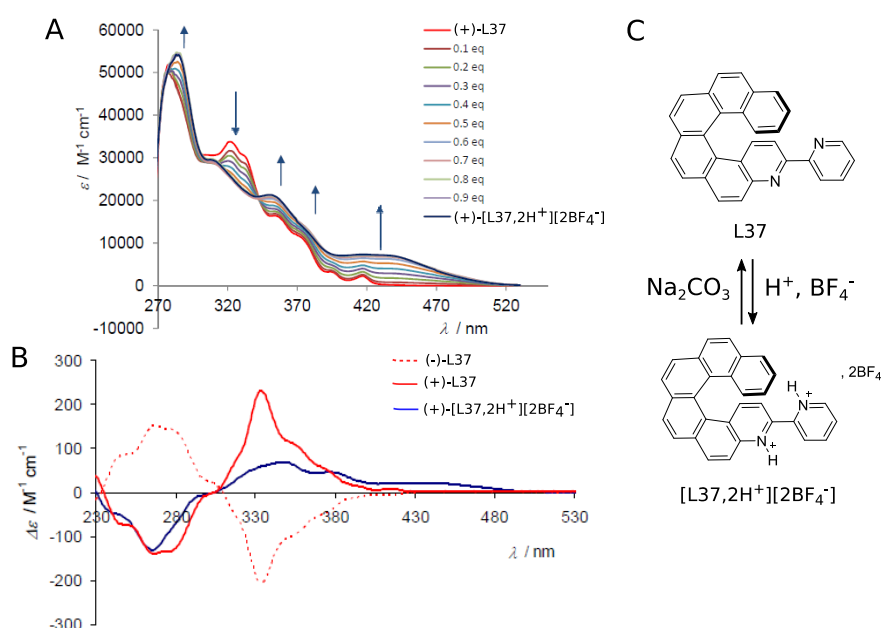 A
ε / M⁻¹ cm⁻¹
60000
50000
40000
30000
20000
10000
0
-10000
270
320
370
420
470
520
λ / nm
(+)-L37
0.1 eq
0.2 eq
0.3 eq
0.4 eq
0.5 eq
0.6 eq
0.7 eq
0.8 eq
0.9 eq
(+)-[L37,2H⁺][2BF₄⁻]
B
Δε / M⁻¹ cm⁻¹
300
200
100
0
-100
-200
-300
230
280
330
380
430
480
530
λ / nm
(-)-L37
(+)-L37
(+)-[L37,2H⁺][2BF₄⁻]
C
N
N
L37
Na₂CO₃
H⁺, BF₄⁻
, 2BF₄
H
N+
N+
H
[L37,2H⁺][2BF₄⁻]